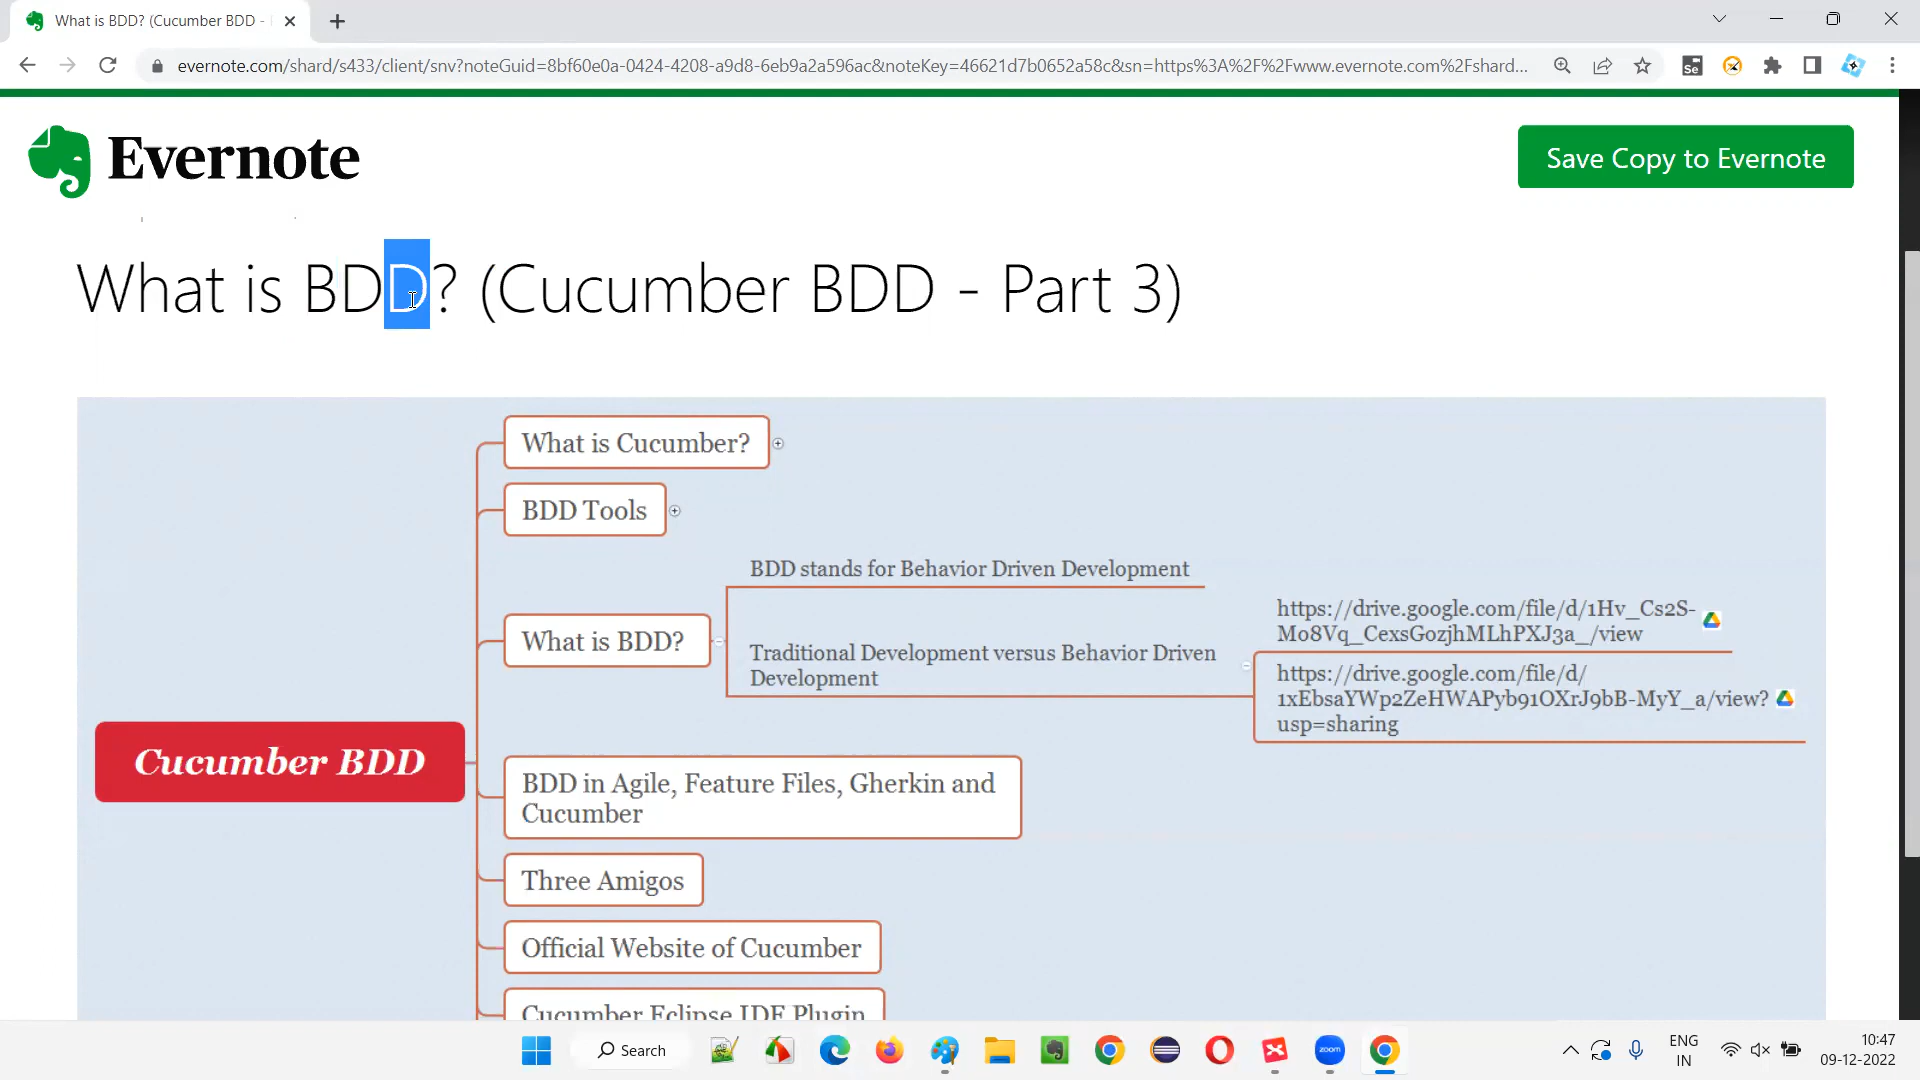 What is BDD? (Cucumber BDD -
evernote.com/shard/s433/client/snv?noteGuid=8bf60e0a-0424-4208-a9d8-6eb9a2a596ac&noteKey=46621d7b0652a58c&sn=https%3A%2F%2Fwww.evernote.com%2Fshard...
Se
Evernote
Save Copy to Evernote
What is BDD? (Cucumber BDD - Part 3)
What is Cucumber?
BDD Tools
BDD stands for Behavior Driven Development
What is BDD?
Traditional Development versus Behavior Driven
Development
https://drive.google.com/file/d/1Hv_Cs2S-
Mo8Vq_CexsGozjhMLhPXJ3a_/view
https://drive.google.com/file/d/
1xEbsaYWp2ZeHWAPyb91OXrJ9bB-MyY_a/view?
usp=sharing
Cucumber BDD
BDD in Agile, Feature Files, Gherkin and
Cucumber
Three Amigos
Official Website of Cucumber
Cucumber Eclipse IDE Plugin
Search
zoom
ENG
IN
10:47
09-12-2022